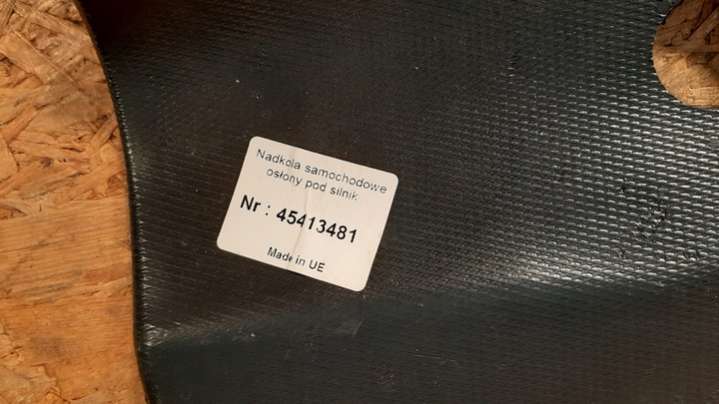 Nadkola samochodowe
osłony pod silnik
Nr : 45413481
Made in UE